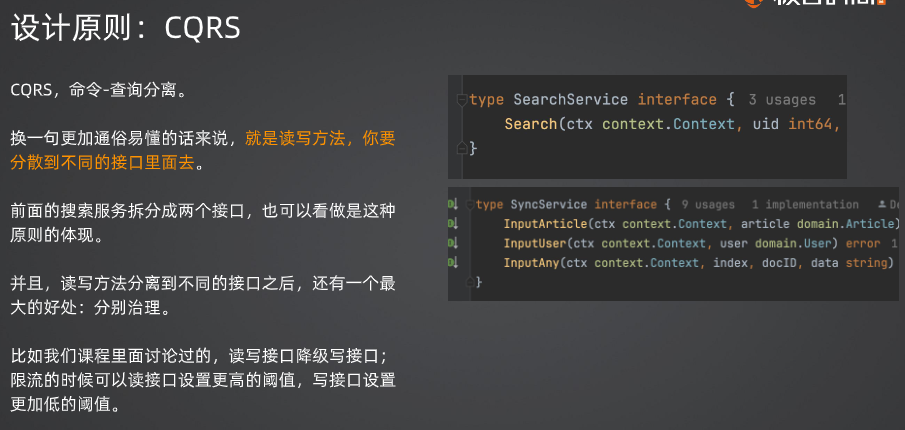 设计原则：CQRS
CQRS，命令-查询分离。
换一句更加通俗易懂的话来说，就是读写方法，你要
分散到不同的接口里面去。
前面的搜索服务拆分成两个接口，也可以看做是这种
原则的体现。
并且，读写方法分离到不同的接口之后，还有一个最
大的好处：分别治理。
比如我们课程里面讨论过的，读写接口降级写接口；
限流的时候可以读接口设置更高的阈值，写接口设置
更加低的阈值。
type SearchService interface { 3 usages 1
Search(ctx context.Context, uid int64,
}
type SyncService interface { 9 usages 1 implementation
InputArticle(ctx context.Context, article domain.Article)
InputUser(ctx context.Context, user domain.User) error 1
InputAny(ctx context.Context, index, docID, data string)
}